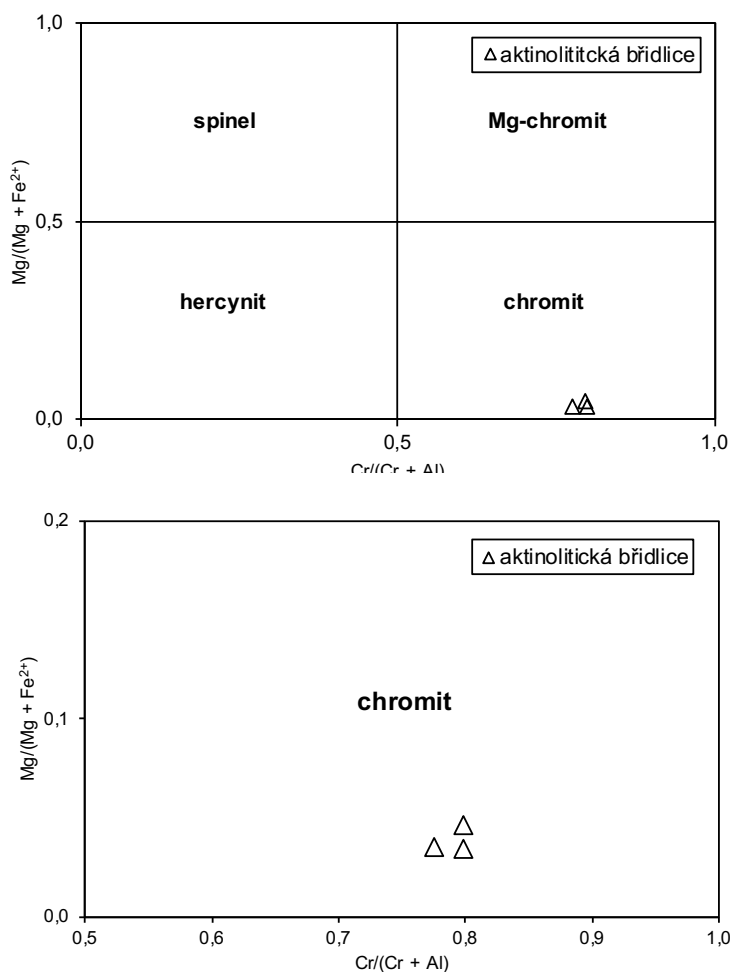 1,0
△ aktinolititcká břidlice
spinel
Mg-chromit
Mg/(Mg + Fe²⁺)
0,5
hercynit
chromit
0,0
0,0
0,5
1,0
Cr/(Cr + Al)
0,2
△ aktinolitická břidlice
Mg/(Mg + Fe²⁺)
chromit
0,1
0,0
0,5
0,6
0,7
0,8
0,9
1,0
Cr/(Cr + Al)